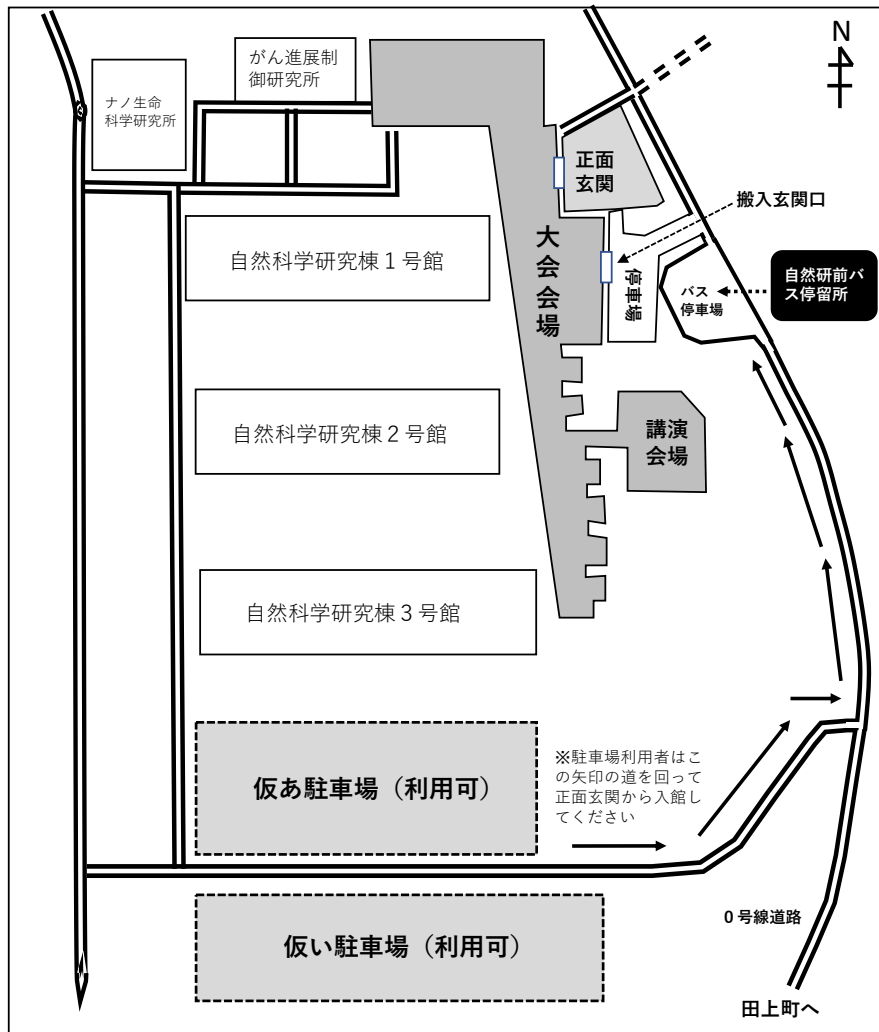 N
がん進展制
御研究所
ナノ生命
科学研究所
正面
玄関
搬入玄関口
大会会場
自然科学研究棟１号館
停車場
バス
停車場
自然研前バ
ス停留所
自然科学研究棟２号館
講演
会場
自然科学研究棟３号館
仮あ駐車場（利用可）
※駐車場利用者はこ
の矢印の道を回って
正面玄関から入館し
てください
０号線道路
仮い駐車場（利用可）
田上町へ